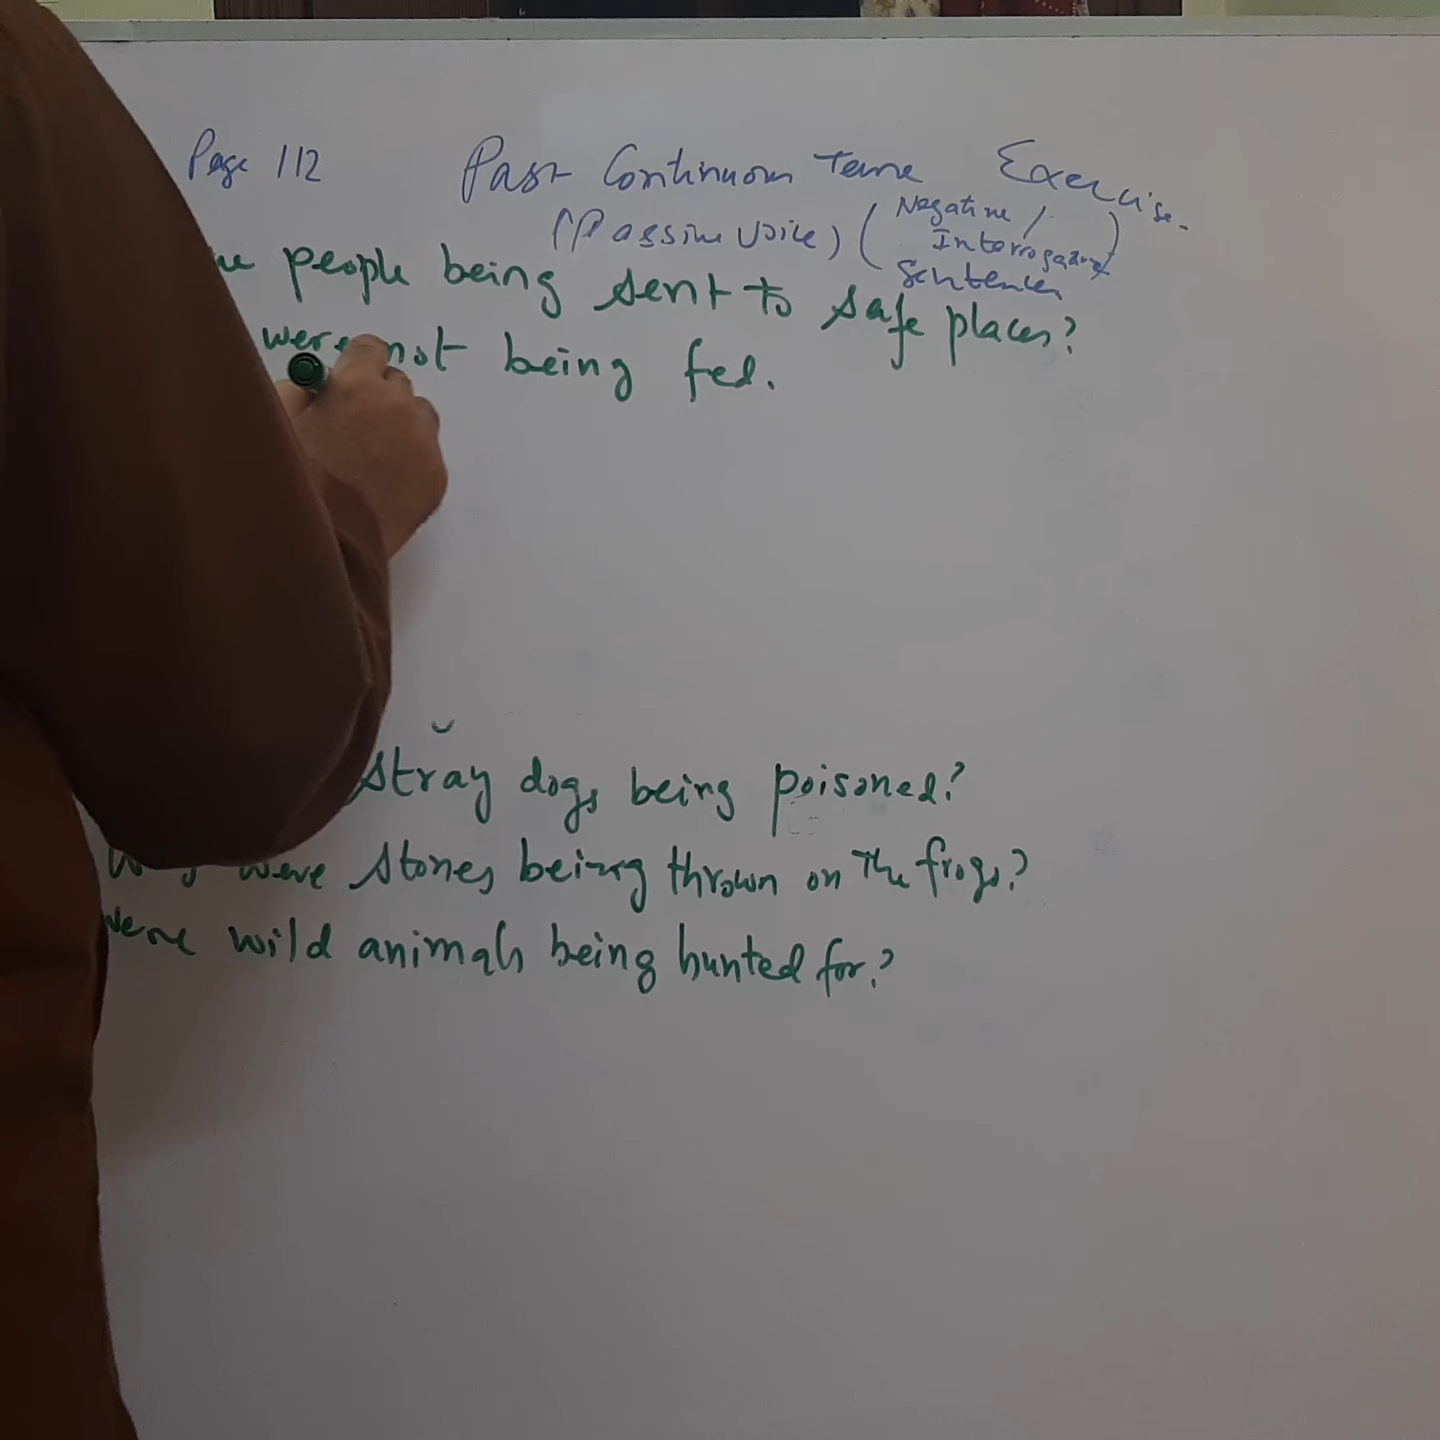 Page 112 Past Continuous Tense Exercise.
(Passive voice) (Negative / Interrogative Sentences)
people being sent to safe places?
were not being fed.
stray dogs being poisoned?
were stones being thrown on the frogs?
were wild animals being hunted for?